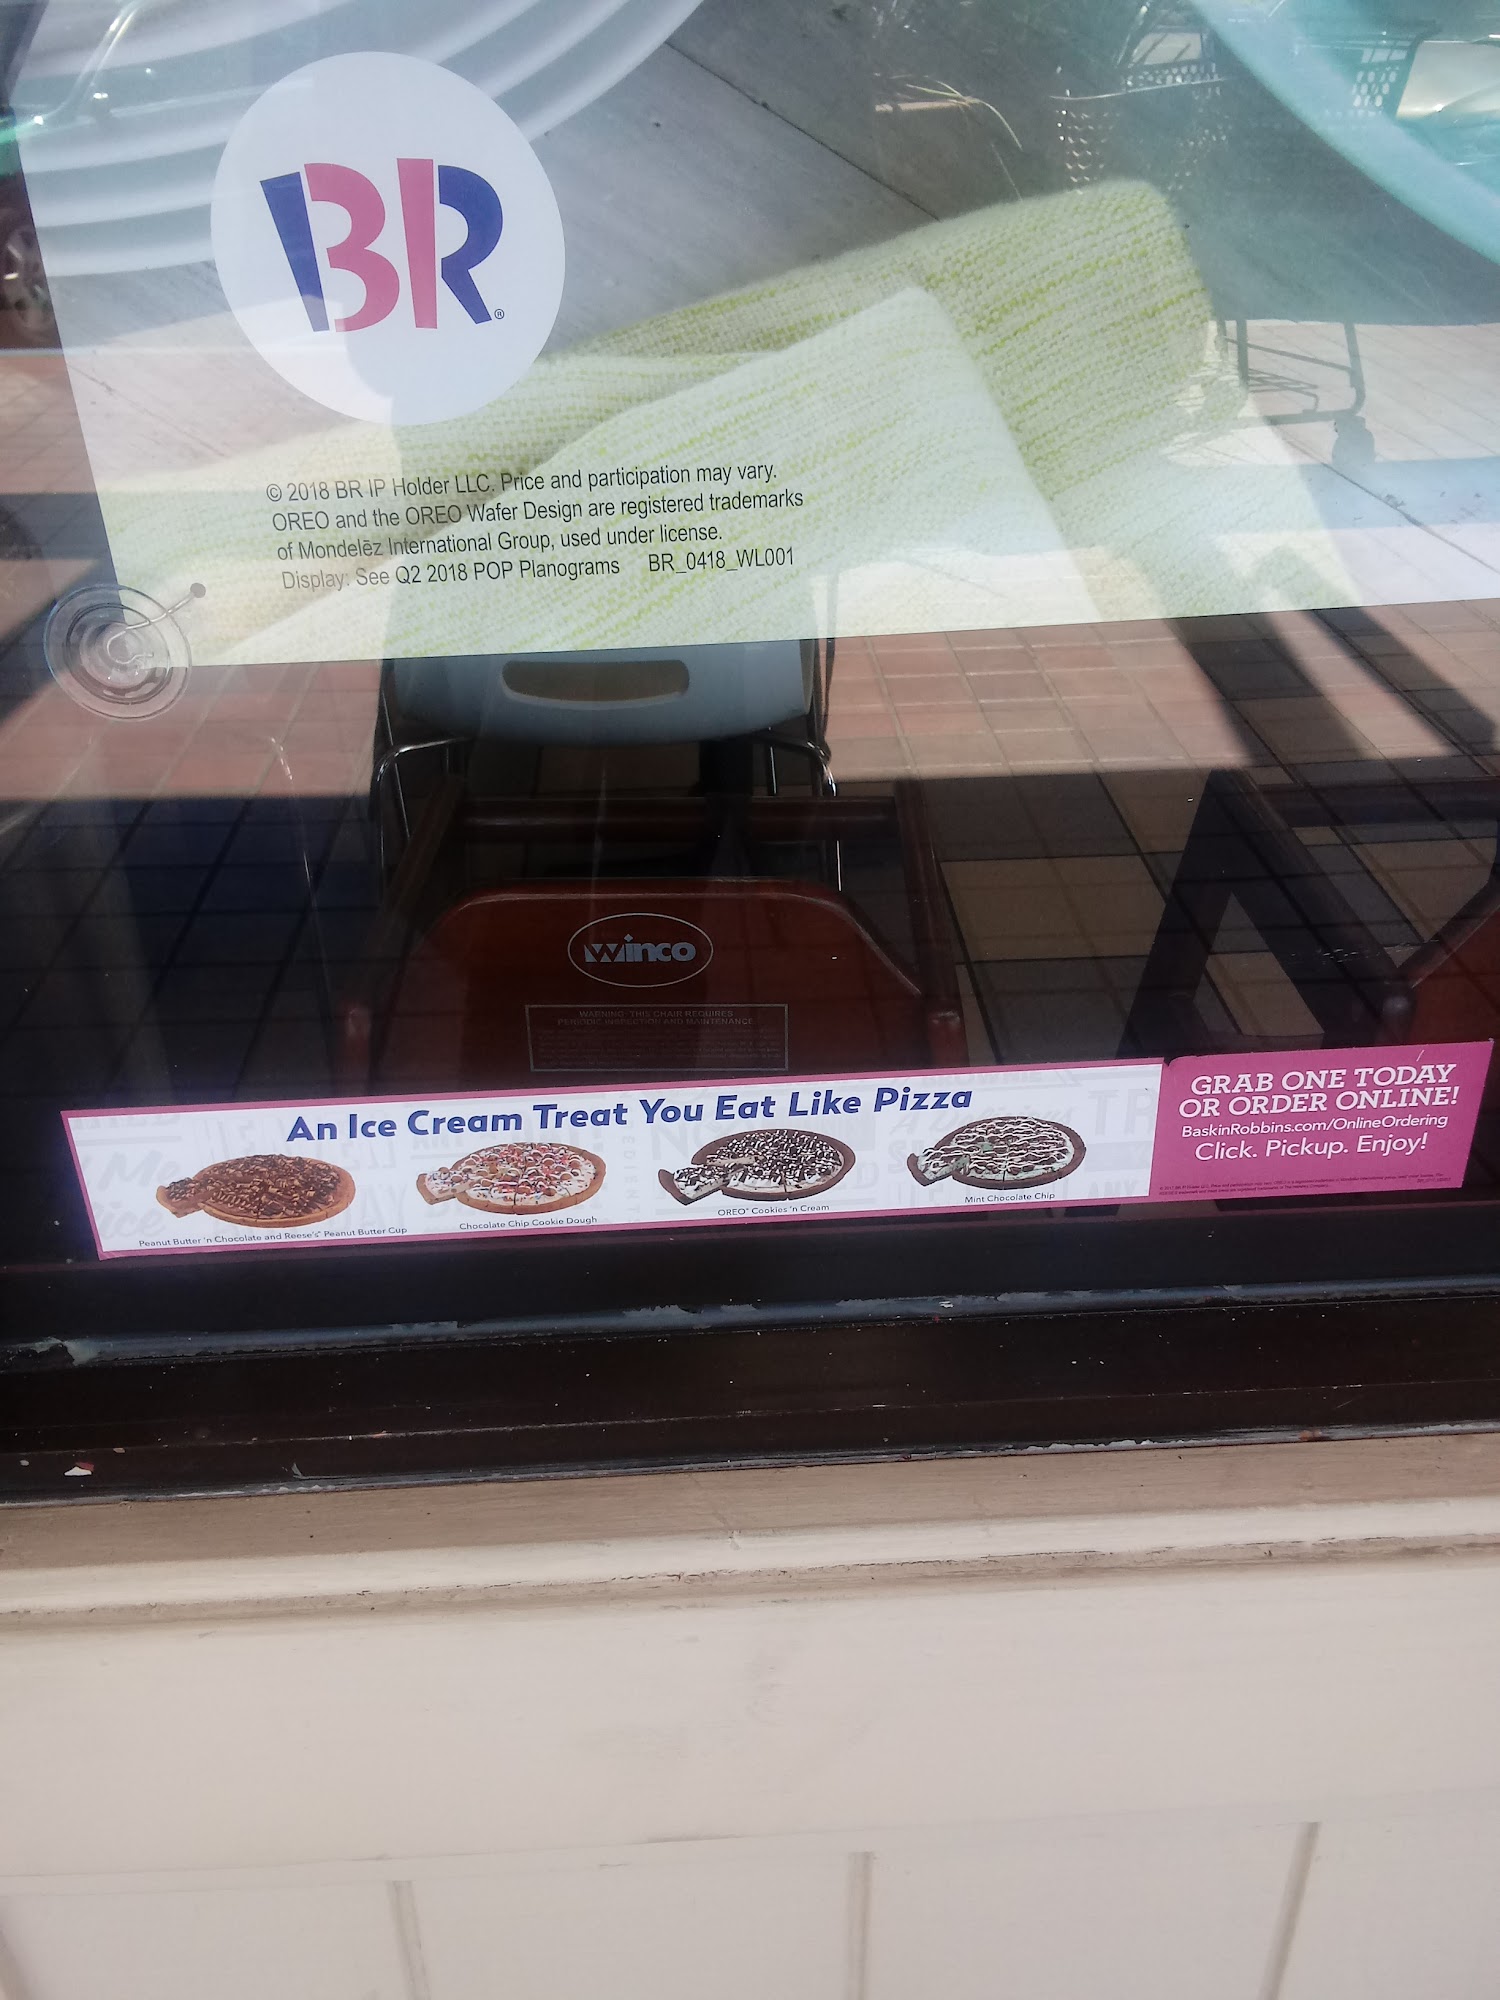 BR®
© 2018 BR IP Holder LLC. Price and participation may vary.
OREO and the OREO Wafer Design are registered trademarks
of Mondelēz International Group, used under license.
Display: See Q2 2018 POP Planograms BR_0418_WL001
winco
WARNING: THIS CHAIR REQUIRES
PERIODIC INSPECTION AND MAINTENANCE
An Ice Cream Treat You Eat Like Pizza
Peanut Butter 'n Chocolate and Reese's® Peanut Butter Cup
Chocolate Chip Cookie Dough
OREO® Cookies 'n Cream
Mint Chocolate Chip
GRAB ONE TODAY
OR ORDER ONLINE!
BaskinRobbins.com/OnlineOrdering
Click. Pickup. Enjoy!